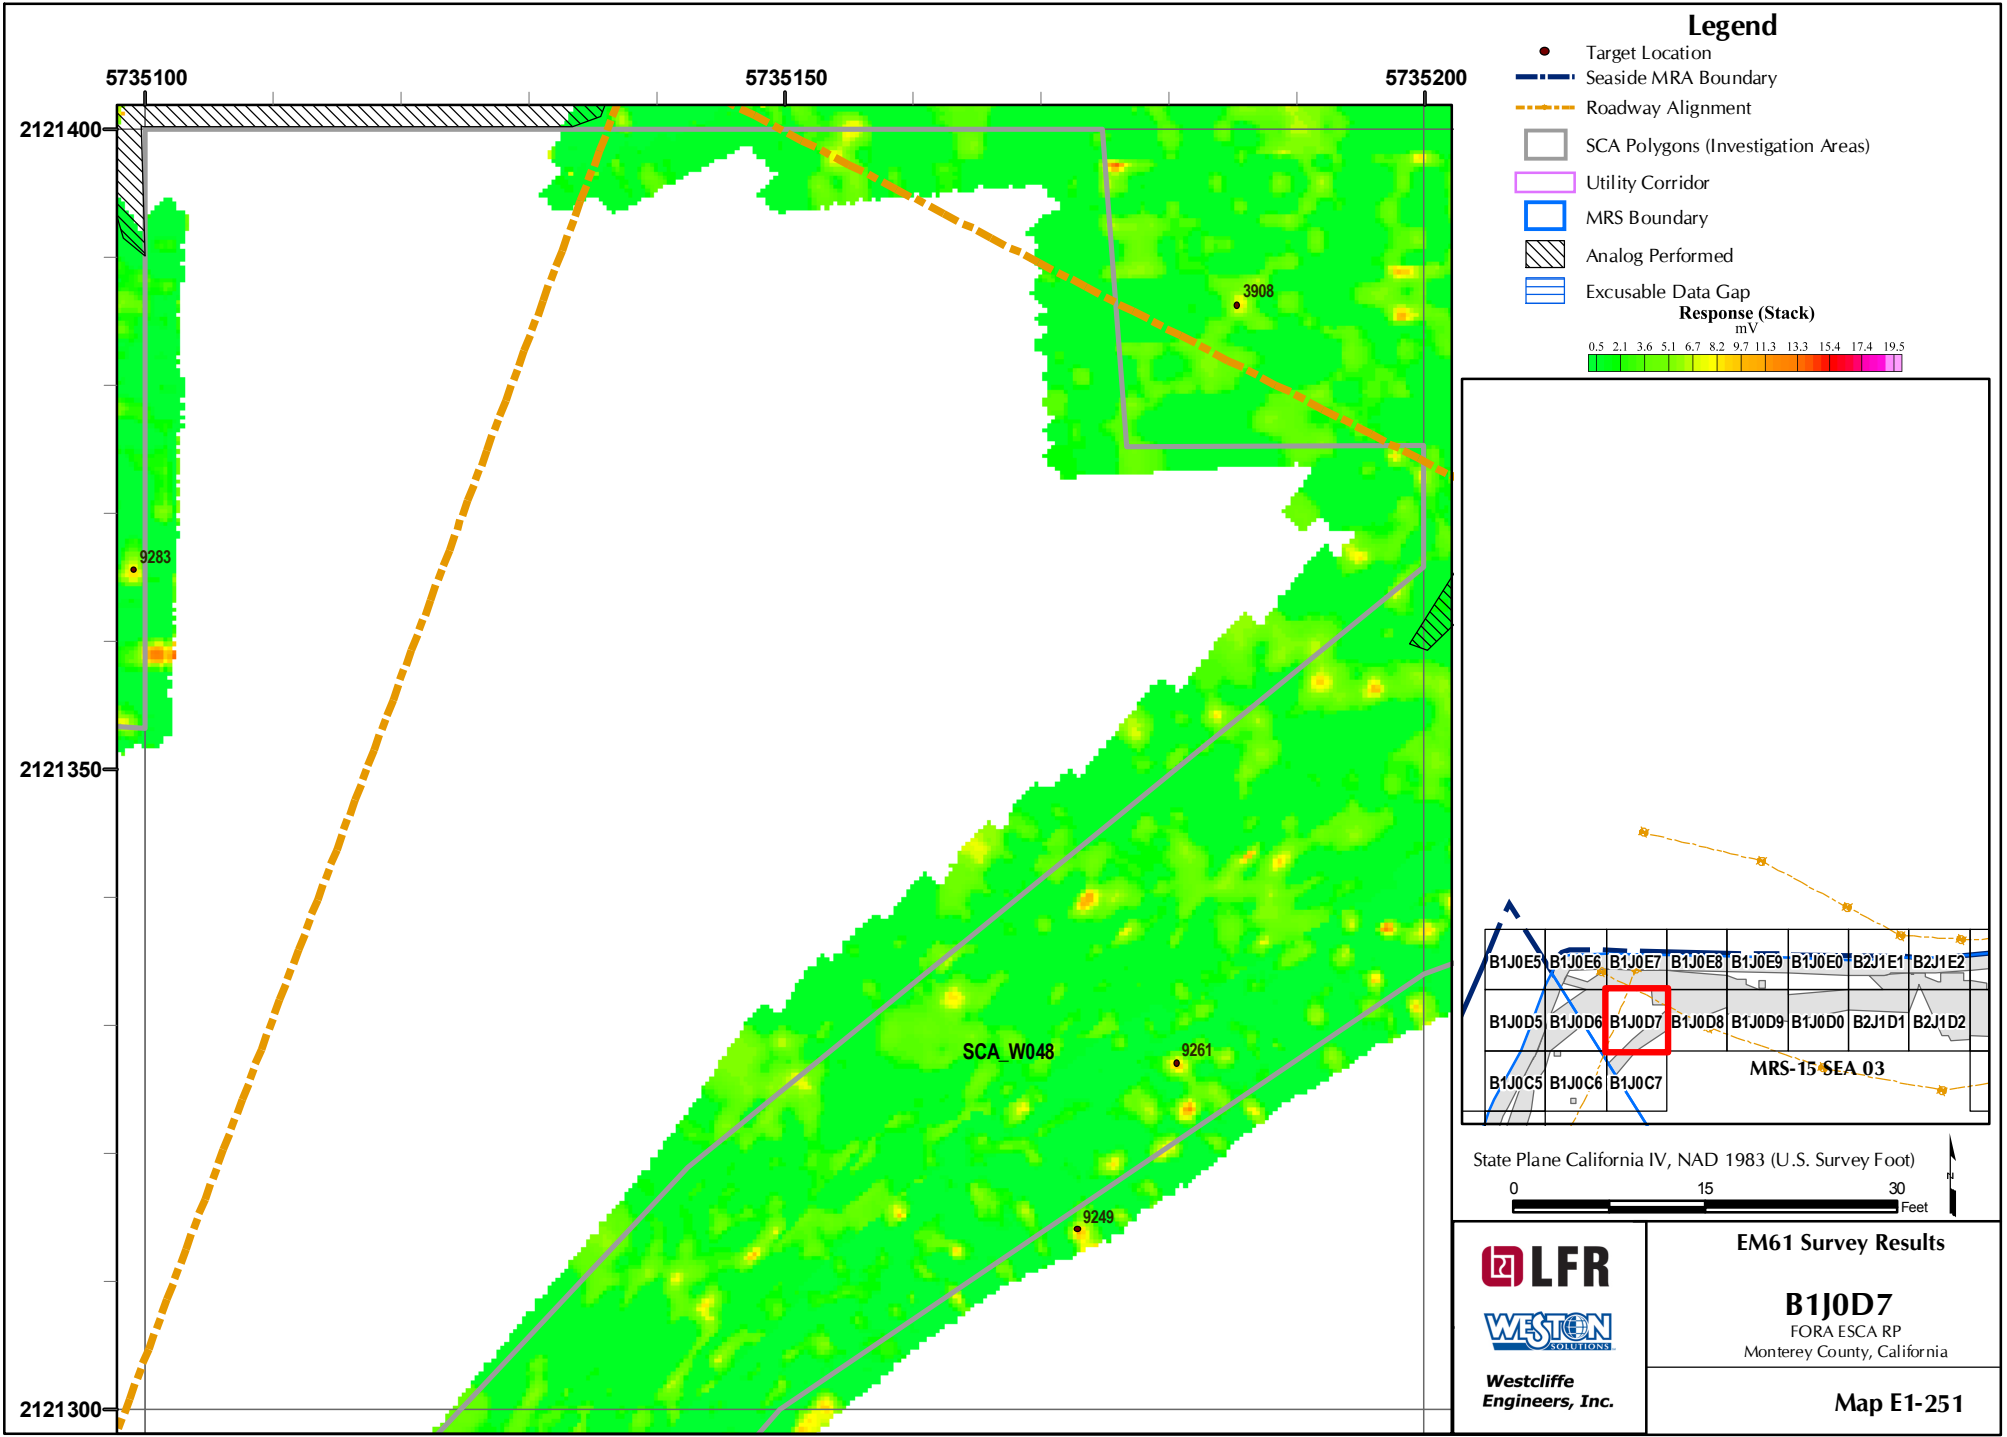 Legend
Target Location
Seaside MRA Boundary
Roadway Alignment
SCA Polygons (Investigation Areas)
Utility Corridor
MRS Boundary
Analog Performed
Excusable Data Gap
Response (Stack)
mV
0.5 2.1 3.6 5.1 6.7 8.2 9.7 11.3 13.3 15.4 17.4 19.5
5735100 5735150 5735200
2121400
2121350
2121300
3908
9283
SCA_W048
9261
9249
B1J0E5 B1J0E6 B1J0E7 B1J0E8 B1J0E9 B1J0E0 B2J1E1 B2J1E2
B1J0D5 B1J0D6 B1J0D7 B1J0D8 B1J0D9 B1J0D0 B2J1D1 B2J1D2
MRS-15 SEA 03
B1J0C5 B1J0C6 B1J0C7
State Plane California IV, NAD 1983 (U.S. Survey Foot)
0 15 30
Feet
N
LFR
WESTON
SOLUTIONS
Westcliffe
Engineers, Inc.
EM61 Survey Results
B1J0D7
FORA ESCA RP
Monterey County, California
Map E1-251